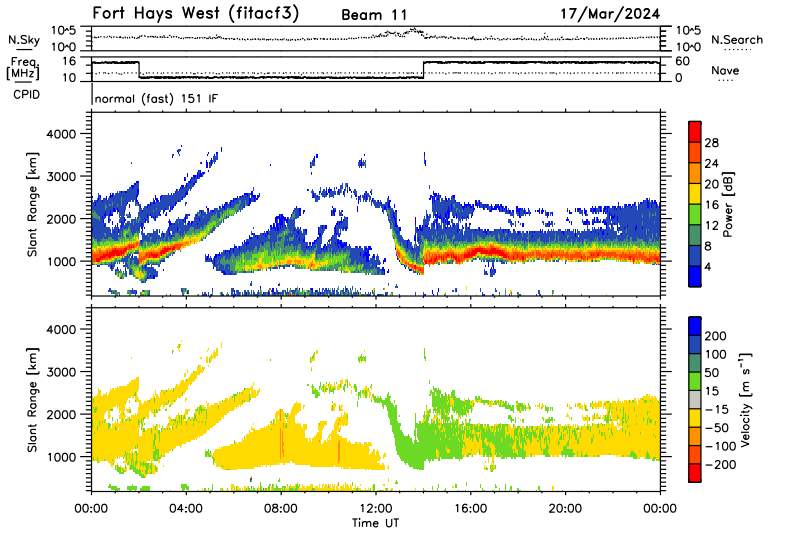 Fort Hays West (fitacf3) Beam 11 17/Mar/2024
N.Sky 10^5 10^0 10^5 10^0 N.Search
Freq. [MHz] 16 10 60 0 Nave
CPID normal (fast) 151 IF
Slant Range [km] 4000 3000 2000 1000
28 24 20 16 12 8 4 Power [dB]
Slant Range [km] 4000 3000 2000 1000
200 100 50 15 -15 -50 -100 -200 Velocity [m s⁻¹]
00:00 04:00 08:00 12:00 16:00 20:00 00:00
Time UT